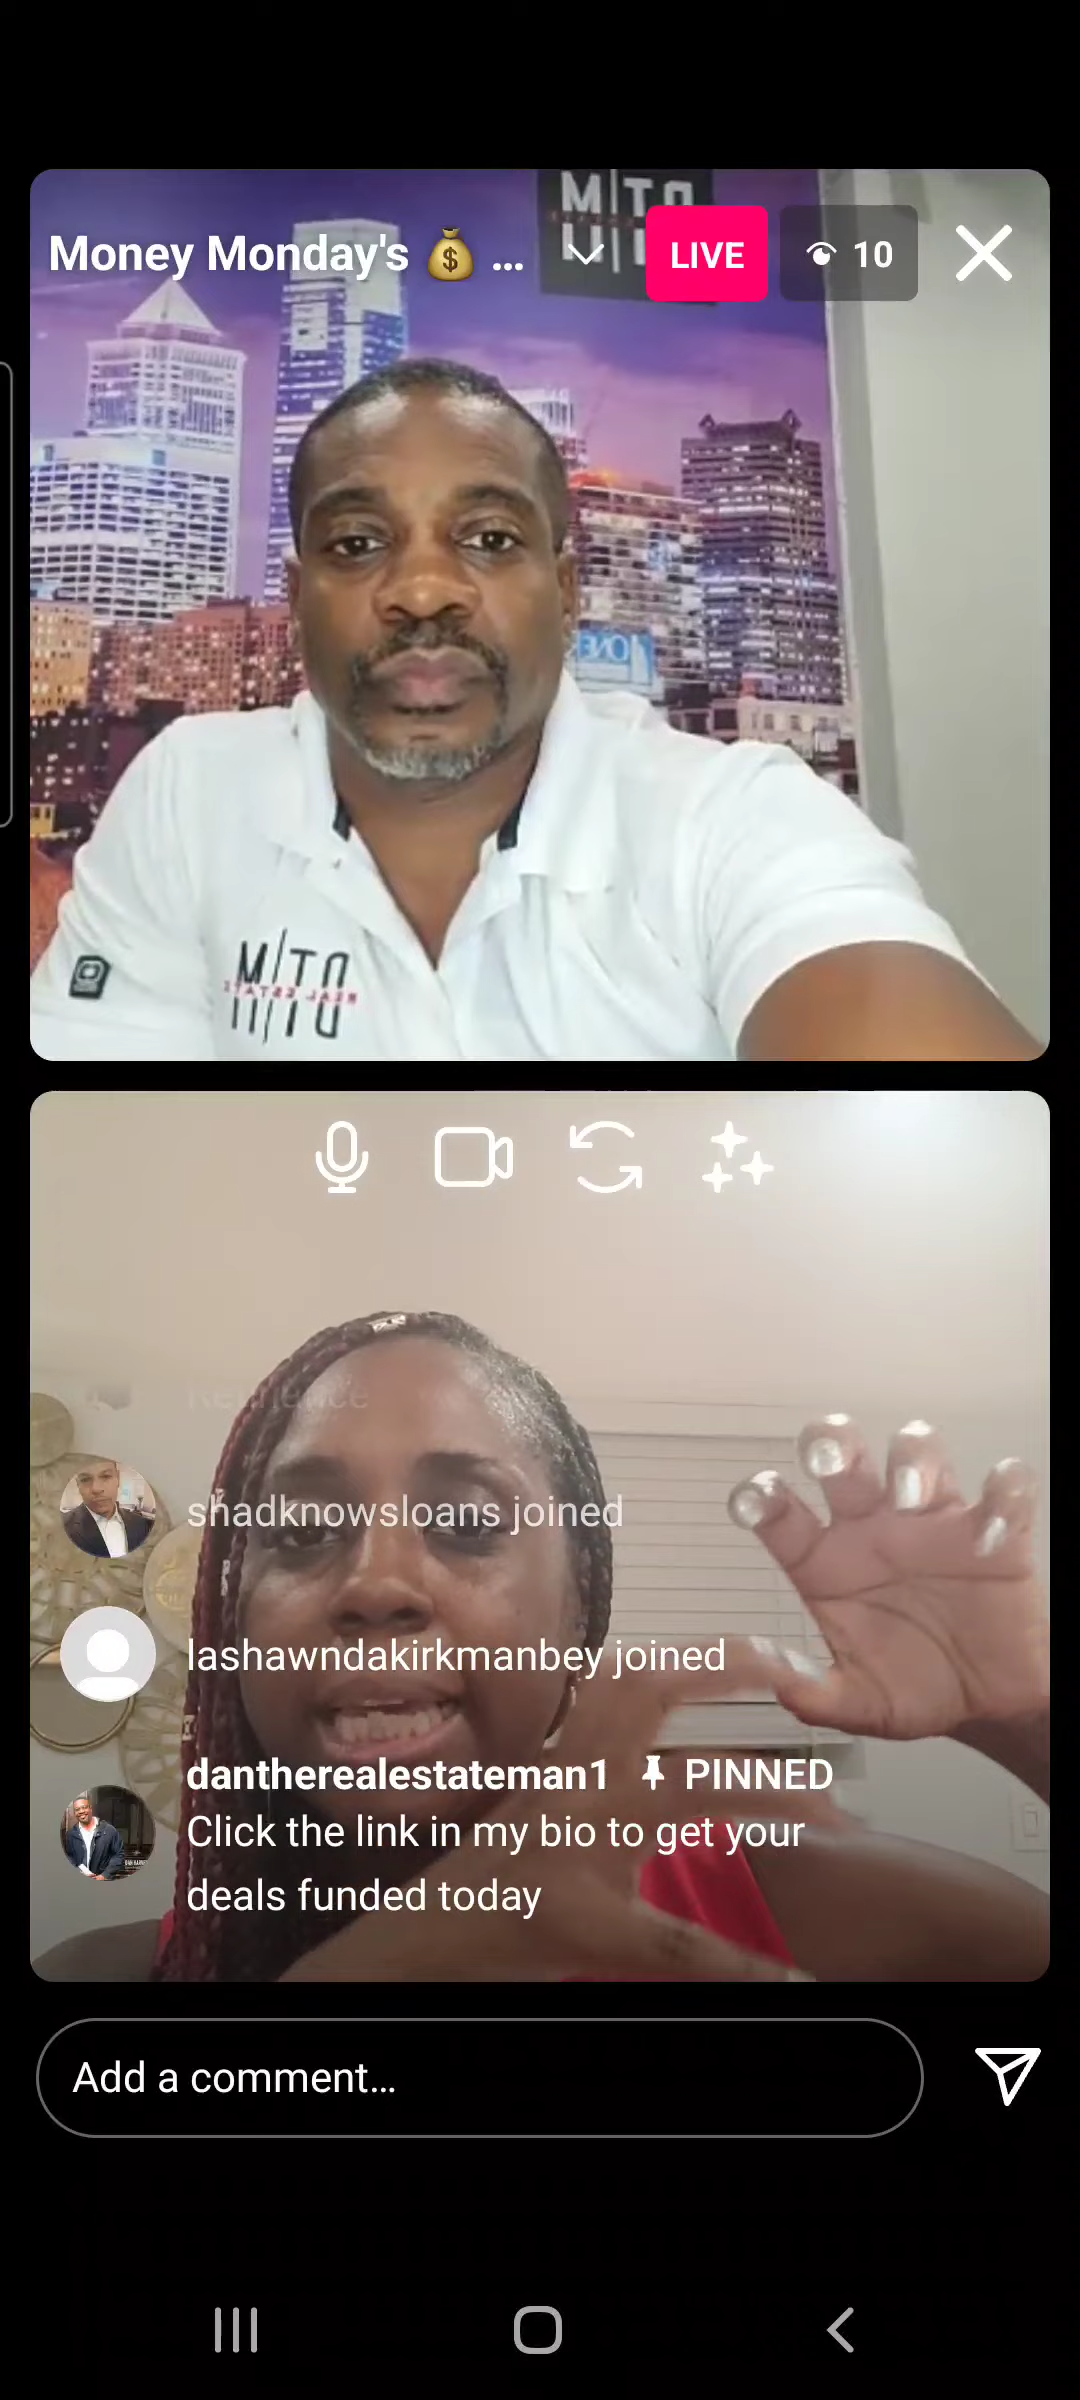 Money Monday's 💰 ...
LIVE
10
shadknowsloans joined
lashawndakirkmanbey joined
dantherealestateman1 PINNED
Click the link in my bio to get your
deals funded today
Add a comment...